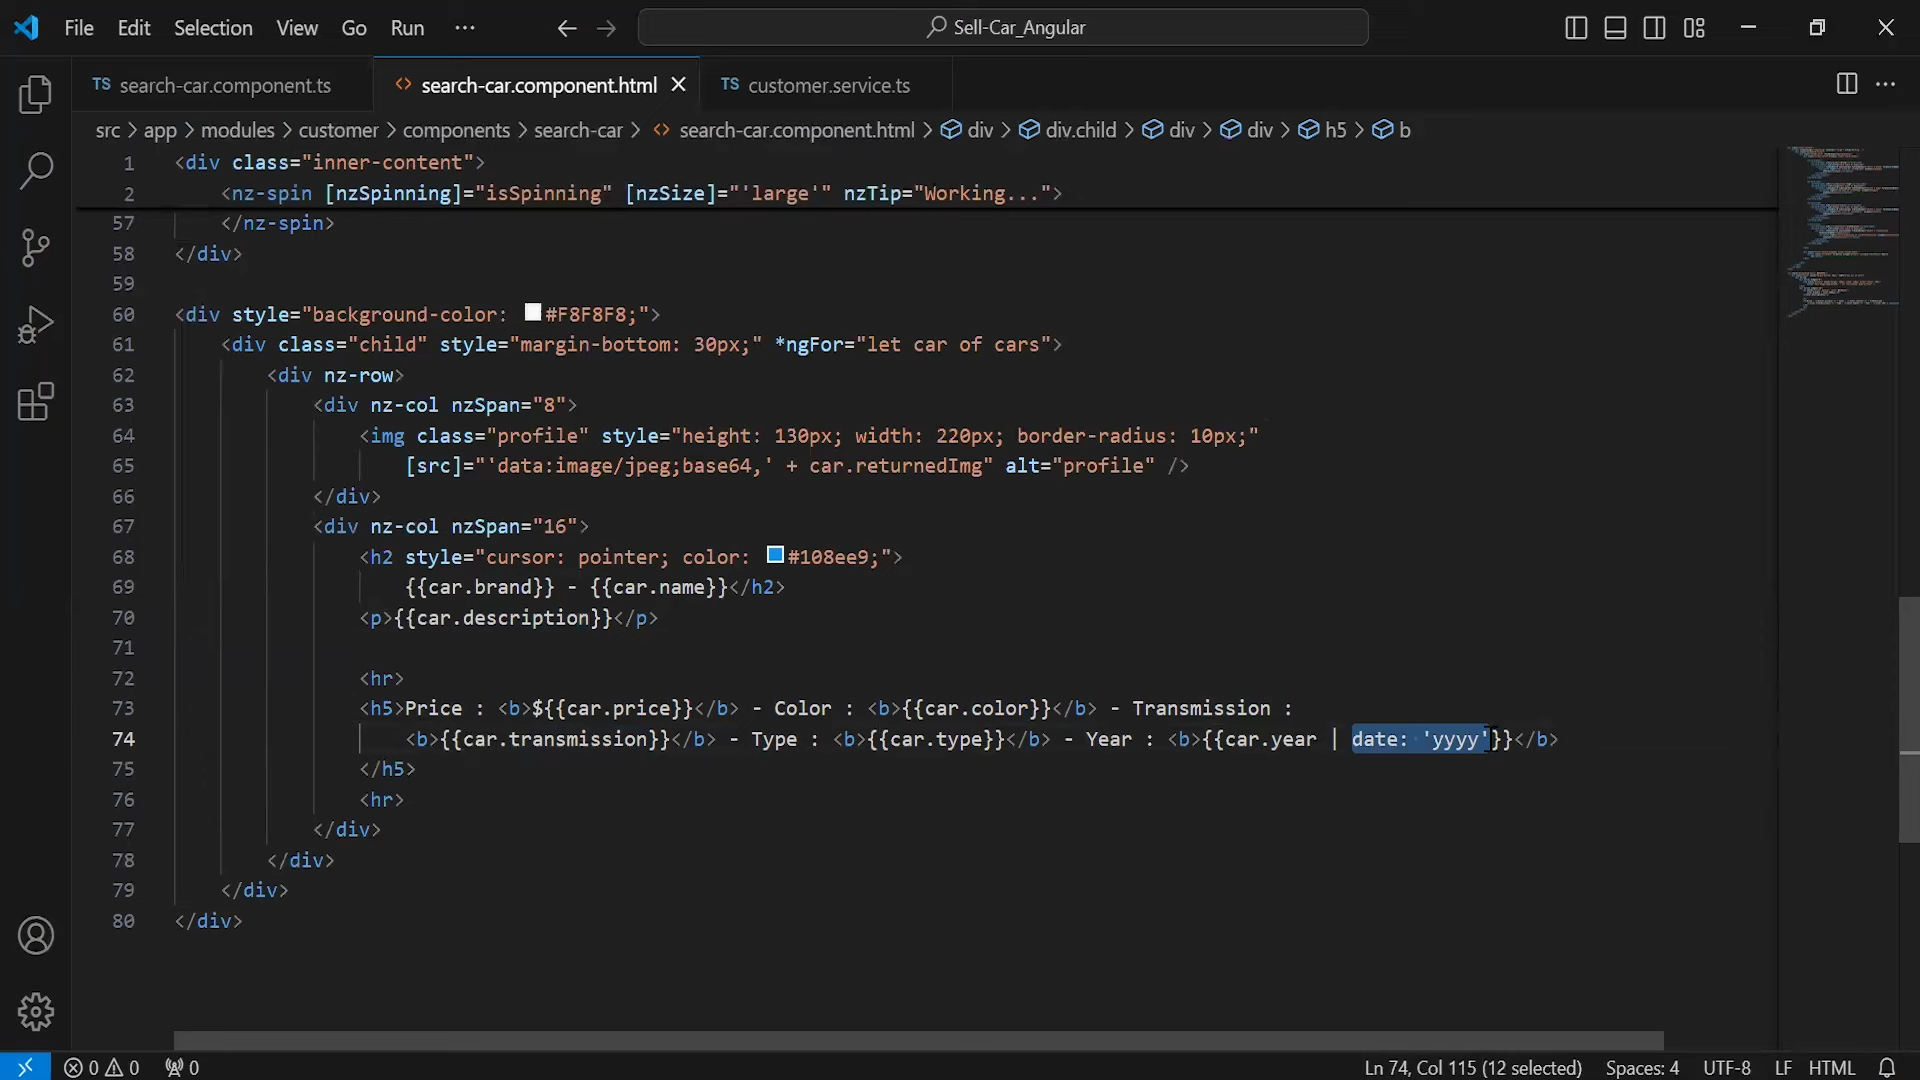 File Edit Selection View Go Run ··· Sell-Car_Angular
TS search-car.component.ts <> search-car.component.html TS customer.service.ts
src > app > modules > customer > components > search-car > <> search-car.component.html > div > div.child > div > div > h5 > b
1 <div class="inner-content">
2 <nz-spin [nzSpinning]="isSpinning" [nzSize]="'large'" nzTip="Working...">
57 </nz-spin>
58 </div>
59
60 <div style="background-color: #F8F8F8;">
61 <div class="child" style="margin-bottom: 30px;" *ngFor="let car of cars">
62 <div nz-row>
63 <div nz-col nzSpan="8">
64 <img class="profile" style="height: 130px; width: 220px; border-radius: 10px;"
65 [src]="'data:image/jpeg;base64,' + car.returnedImg" alt="profile" />
66 </div>
67 <div nz-col nzSpan="16">
68 <h2 style="cursor: pointer; color: #108ee9;">
69 {{car.brand}} - {{car.name}}</h2>
70 <p>{{car.description}}</p>
71
72 <hr>
73 <h5>Price : <b>${{car.price}}</b> - Color : <b>{{car.color}}</b> - Transmission :
74 <b>{{car.transmission}}</b> - Type : <b>{{car.type}}</b> - Year : <b>{{car.year | date: 'yyyy'}}</b>
75 </h5>
76 <hr>
77 </div>
78 </div>
79 </div>
80 </div>
0 0 0 Ln 74, Col 115 (12 selected) Spaces: 4 UTF-8 LF HTML